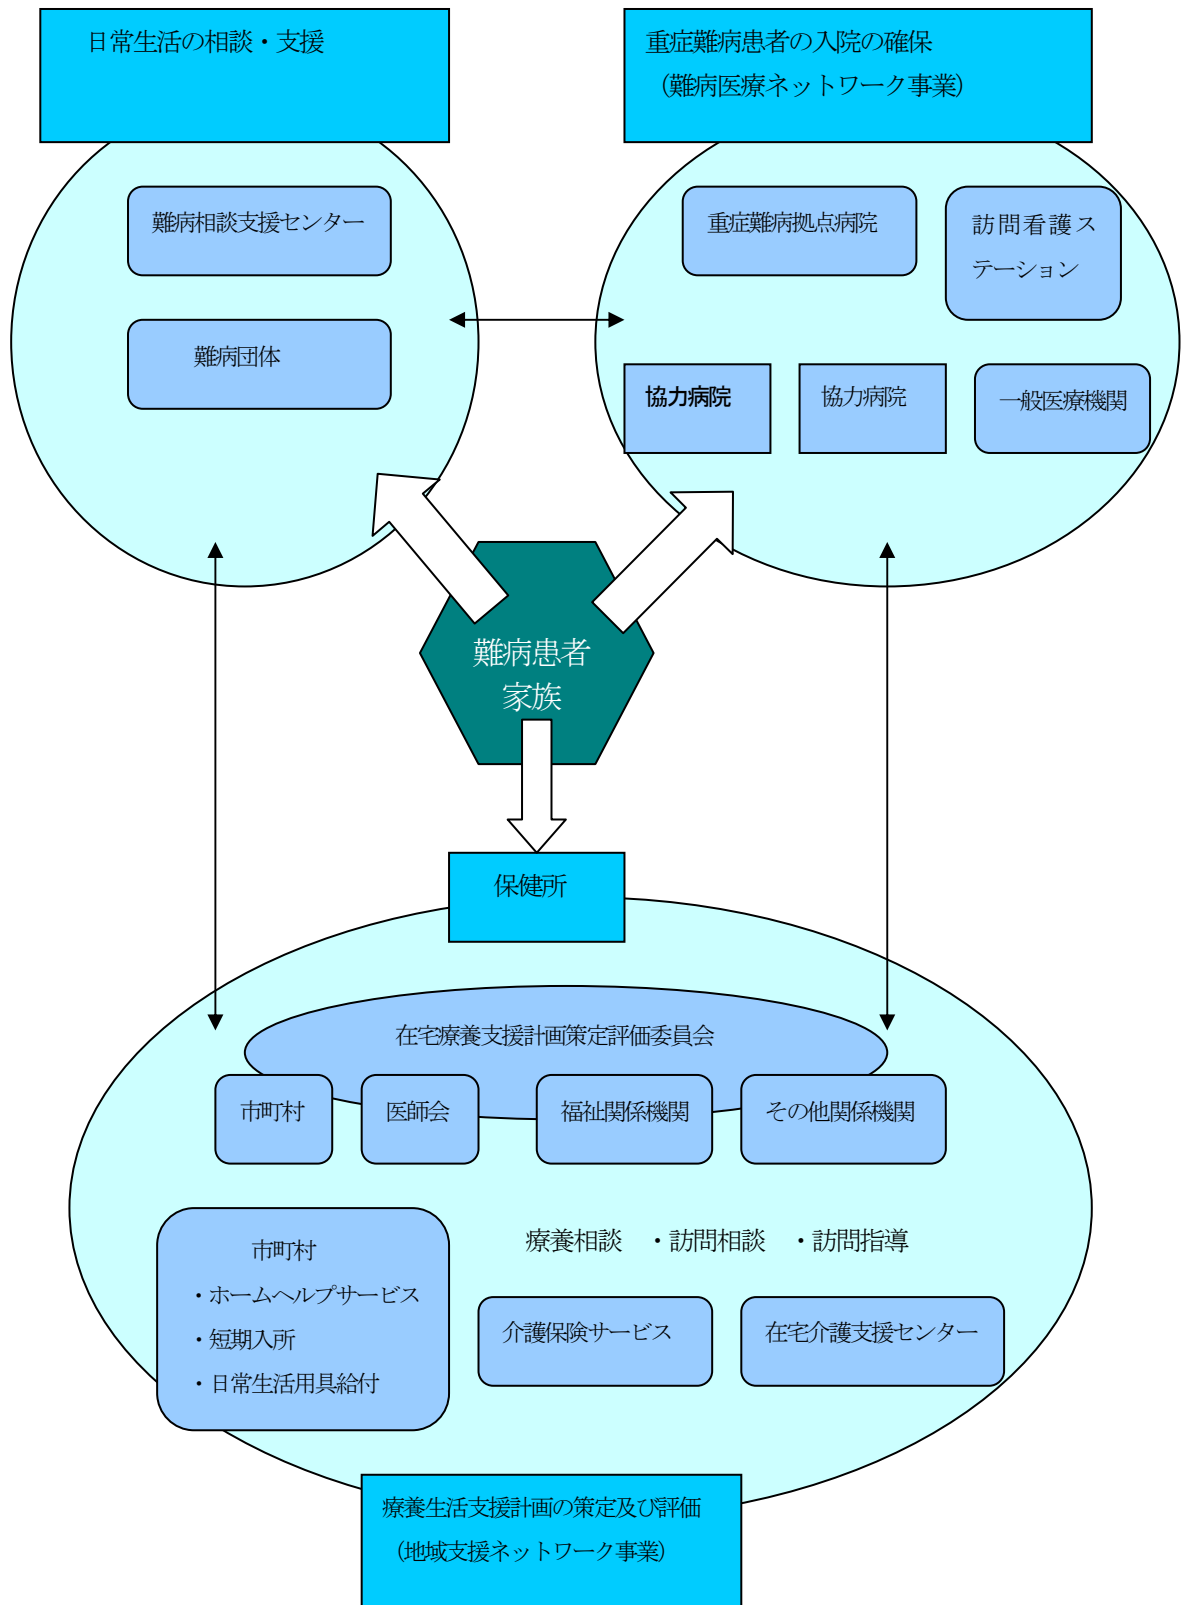 日常生活の相談・支援
重症難病患者の入院の確保
（難病医療ネットワーク事業）
難病相談支援センター
難病団体
重症難病拠点病院
訪問看護ス
テーション
協力病院
協力病院
一般医療機関
難病患者
家族
保健所
在宅療養支援計画策定評価委員会
市町村
医師会
福祉関係機関
その他関係機関
市町村
・ホームヘルプサービス
・短期入所
・日常生活用具給付
療養相談　・訪問相談　・訪問指導
介護保険サービス
在宅介護支援センター
療養生活支援計画の策定及び評価
（地域支援ネットワーク事業）